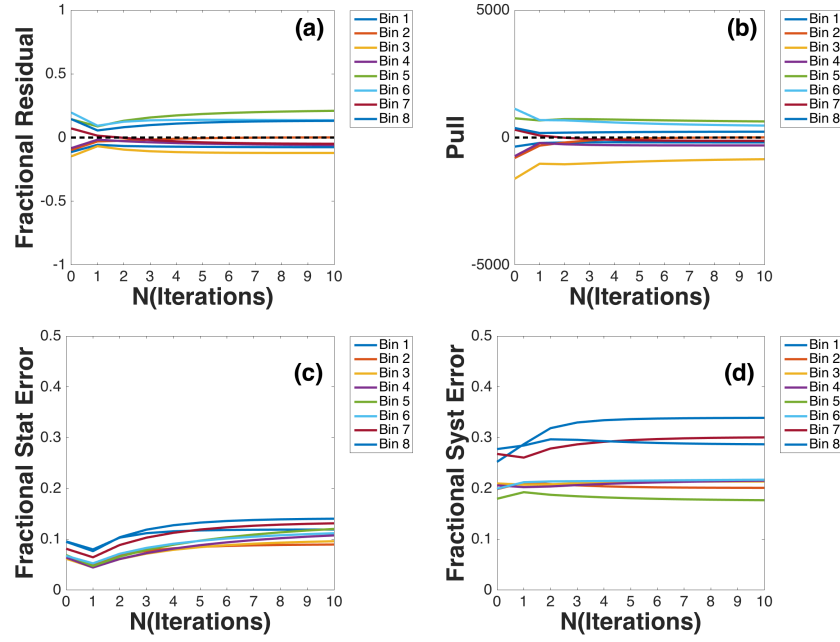 1
0.5
0
-0.5
-1
Fractional Residual
(a)
0 1 2 3 4 5 6 7 8 9 10
N(Iterations)
Bin 1
Bin 2
Bin 3
Bin 4
Bin 5
Bin 6
Bin 7
Bin 8
5000
0
-5000
Pull
(b)
0 1 2 3 4 5 6 7 8 9 10
N(Iterations)
Bin 1
Bin 2
Bin 3
Bin 4
Bin 5
Bin 6
Bin 7
Bin 8
0.5
0.4
0.3
0.2
0.1
0
Fractional Stat Error
(c)
0 1 2 3 4 5 6 7 8 9 10
N(Iterations)
Bin 1
Bin 2
Bin 3
Bin 4
Bin 5
Bin 6
Bin 7
Bin 8
0.5
0.4
0.3
0.2
0.1
0
Fractional Syst Error
(d)
0 1 2 3 4 5 6 7 8 9 10
N(Iterations)
Bin 1
Bin 2
Bin 3
Bin 4
Bin 5
Bin 6
Bin 7
Bin 8